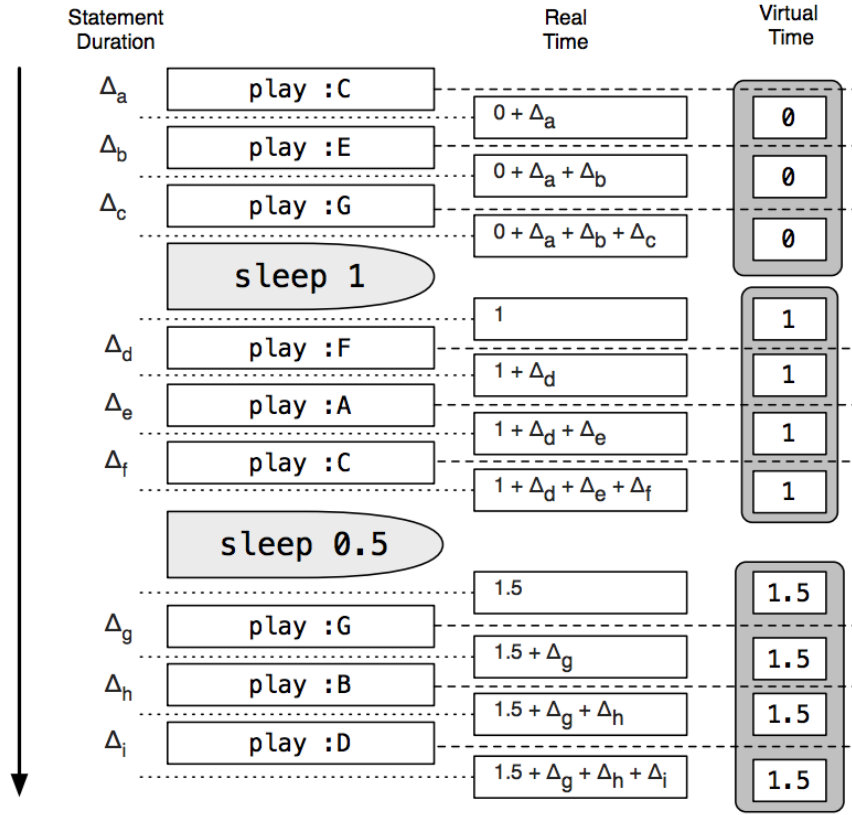 Statement Duration
Real Time
Virtual Time
Δa
play :C
0 + Δa
0
Δb
play :E
0 + Δa + Δb
0
Δc
play :G
0 + Δa + Δb + Δc
0
sleep 1
1
1
Δd
play :F
1 + Δd
1
Δe
play :A
1 + Δd + Δe
1
Δf
play :C
1 + Δd + Δe + Δf
1
sleep 0.5
1.5
1.5
Δg
play :G
1.5 + Δg
1.5
Δh
play :B
1.5 + Δg + Δh
1.5
Δi
play :D
1.5 + Δg + Δh + Δi
1.5